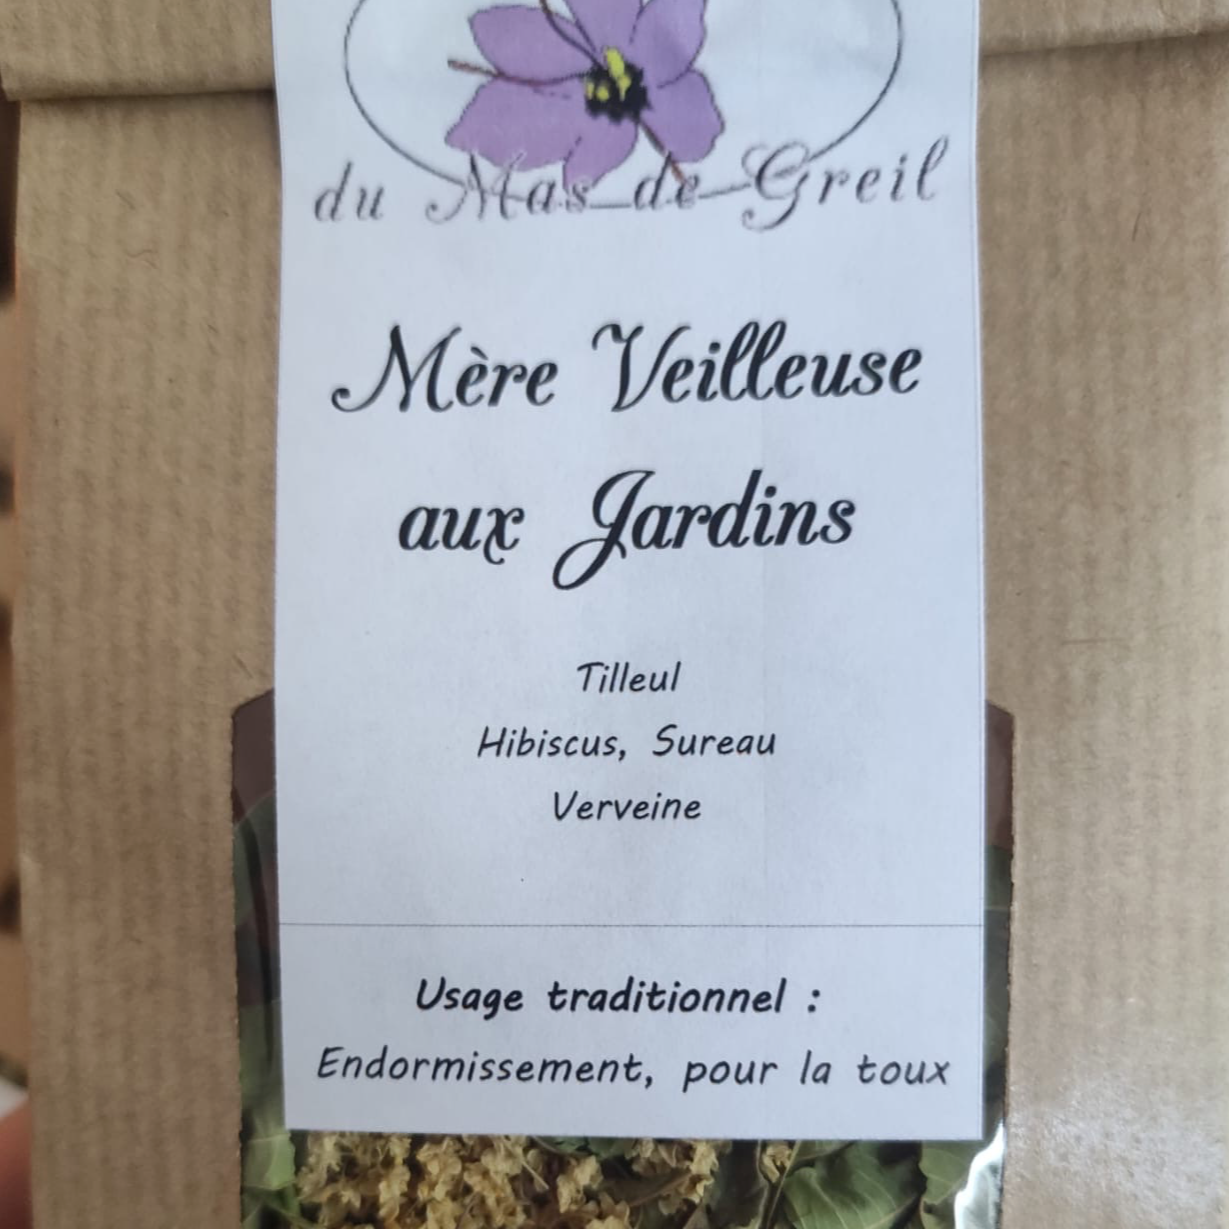 du Mas de Greil
Mère Veilleuse
aux Jardins
Tilleul
Hibiscus, Sureau
Verveine
Usage traditionnel :
Endormissement, pour la toux